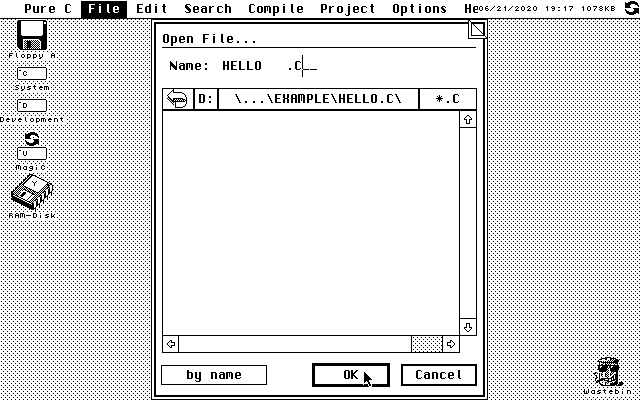 Pure C File Edit Search Compile Project Options He 06/21/2020 19:17 1078KB
Floppy A
C
System
D
Development
V
Magic
RAM-Disk
Open File...
Name: HELLO .C__
D: \...\EXAMPLE\HELLO.C\ *.C
by name OK Cancel
Wastebin